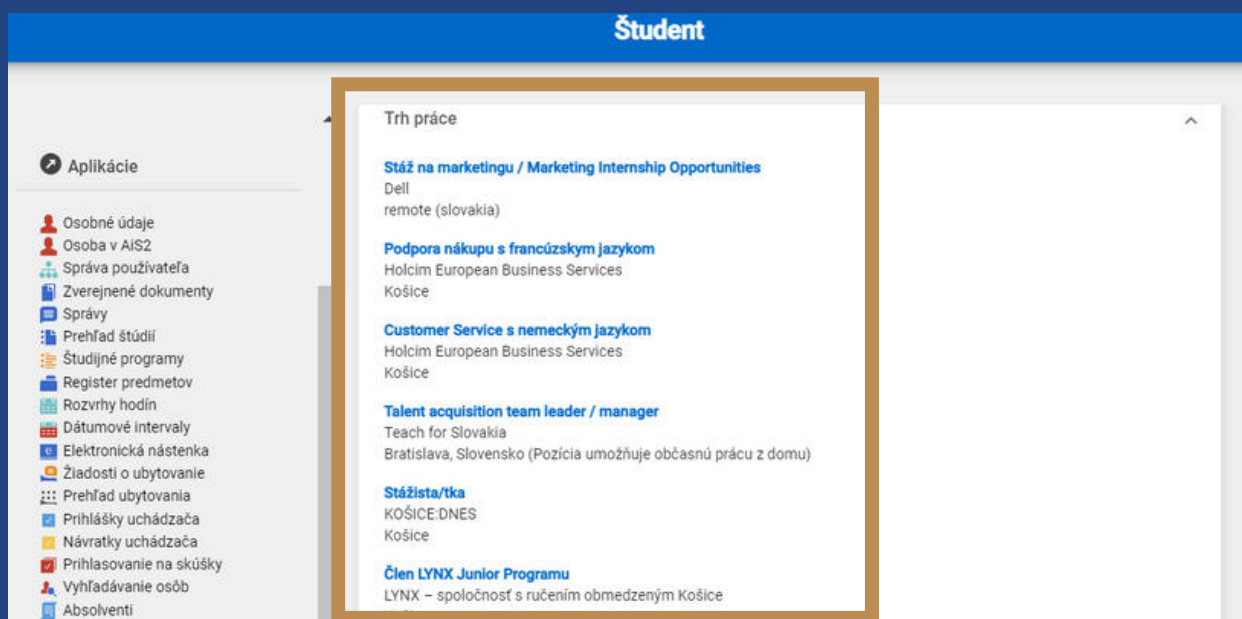 Študent
Aplikácie
Osobné údaje
Osoba v AiS2
Správa používateľa
Zverejnené dokumenty
Správy
Prehľad štúdií
Študijné programy
Register predmetov
Rozvrhy hodín
Dátumové intervaly
Elektronická nástenka
Žiadosti o ubytovanie
Prehľad ubytovania
Prihlášky uchádzača
Návratky uchádzača
Prihlasovanie na skúšky
Vyhľadávanie osôb
Absolventi
Trh práce
Stáž na marketingu / Marketing Internship Opportunities
Dell
remote (slovakia)
Podpora nákupu s francúzskym jazykom
Holcim European Business Services
Košice
Customer Service s nemeckým jazykom
Holcim European Business Services
Košice
Talent acquisition team leader / manager
Teach for Slovakia
Bratislava, Slovensko (Pozícia umožňuje občasnú prácu z domu)
Stážista/tka
KOŠICE:DNES
Košice
Člen LYNX Junior Programu
LYNX – spoločnosť s ručením obmedzeným Košice